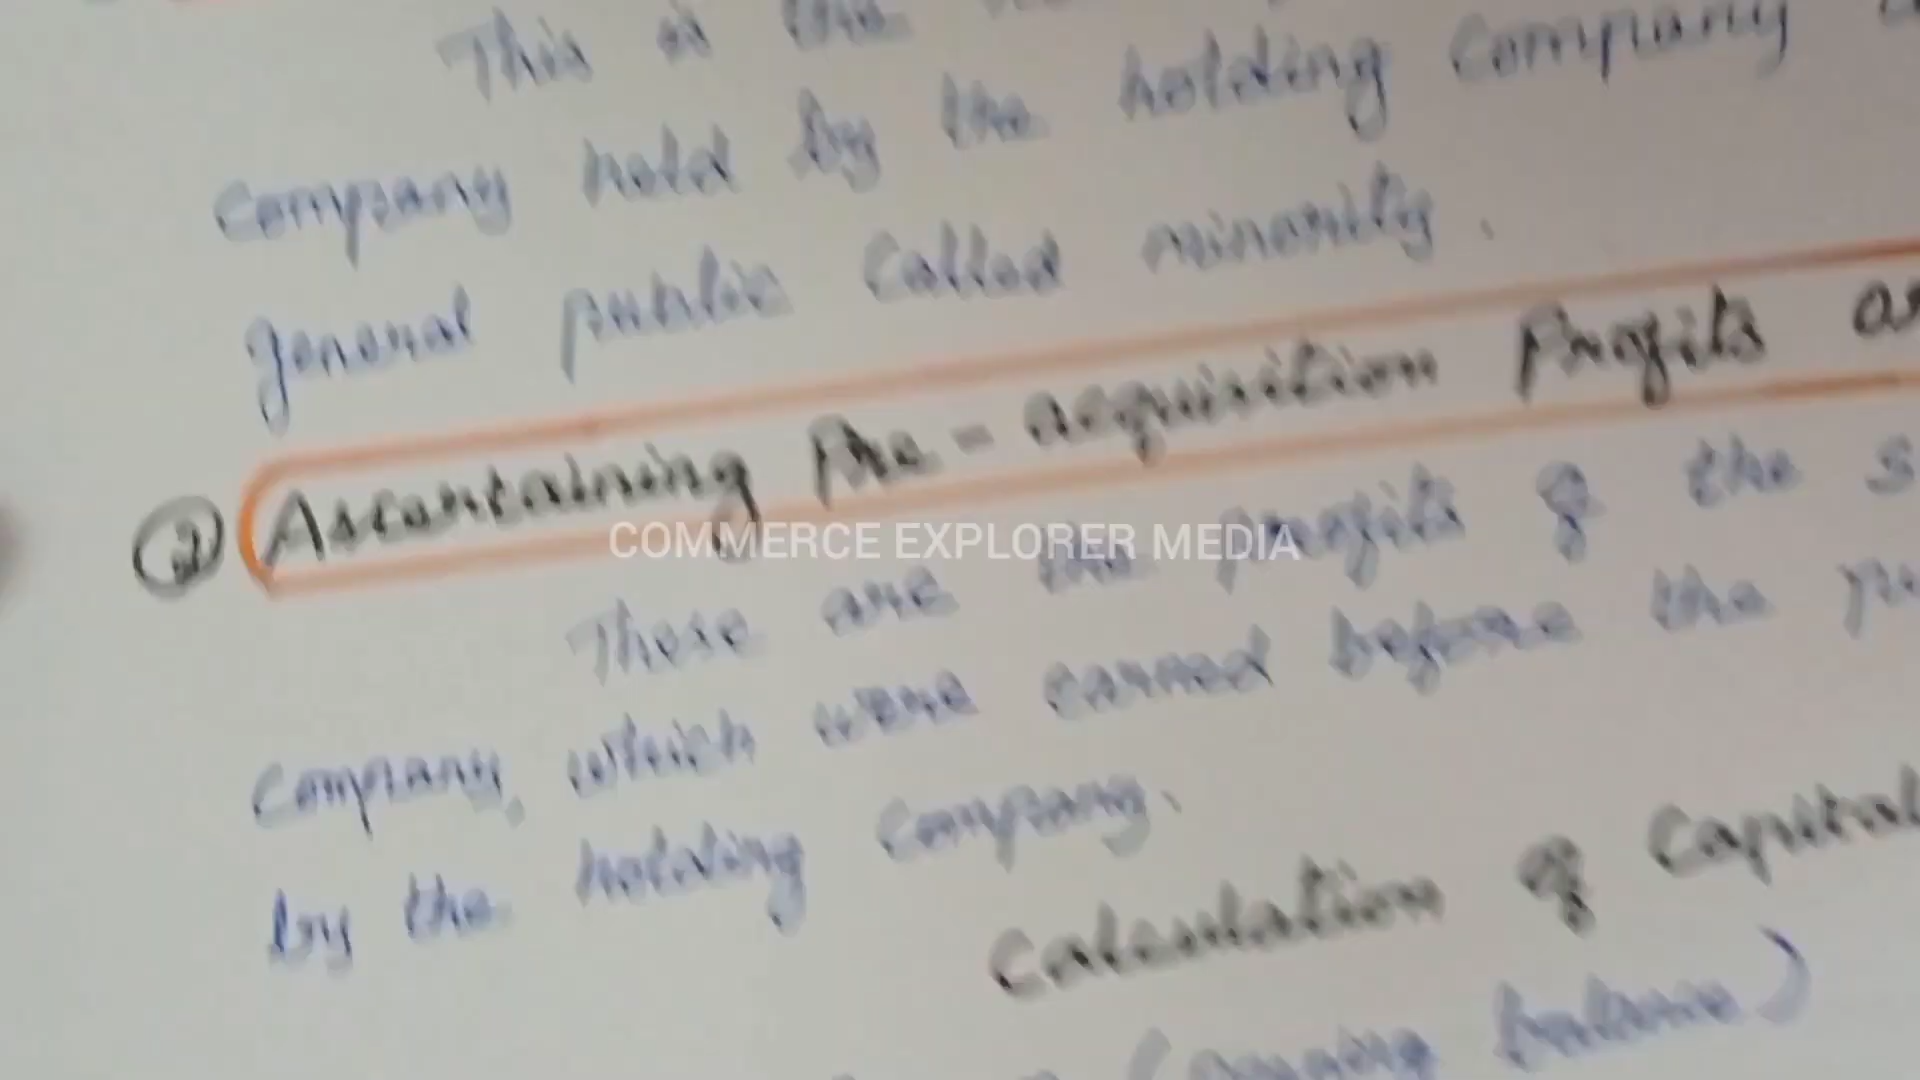 This is the
company held by the holding company
general public called minority.
② Ascertaining Pre-acquisition Profits
COMMERCE EXPLORER MEDIA
These are the profits of the
company, which were earned before the
by the holding company.
Calculation of Capital
(opening balance)